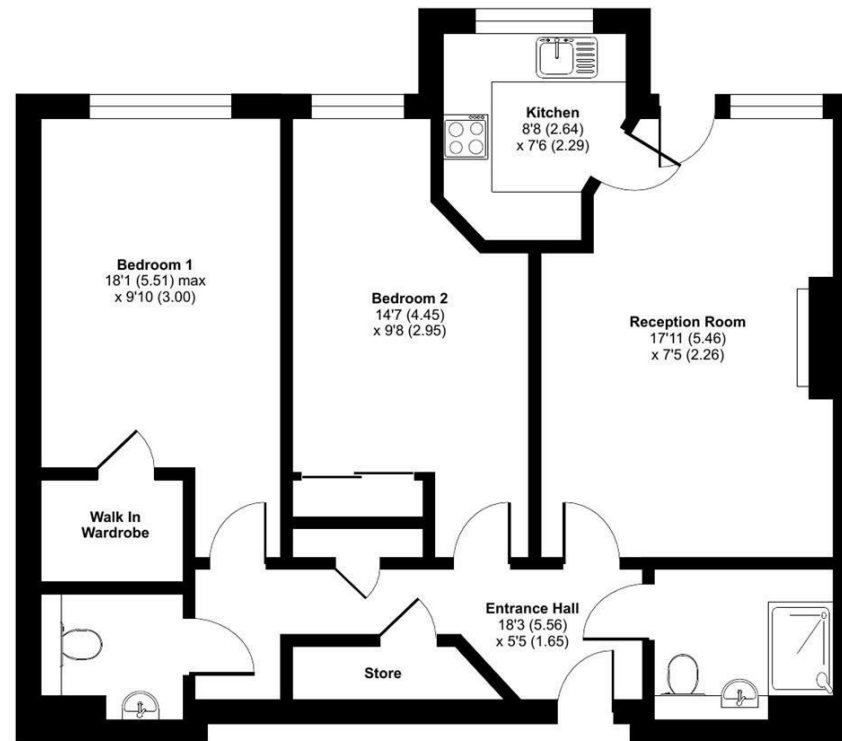 Kitchen
8'8 (2.64)
x 7'6 (2.29)
Bedroom 1
18'1 (5.51) max
x 9'10 (3.00)
Bedroom 2
14'7 (4.45)
x 9'8 (2.95)
Reception Room
17'11 (5.46)
x 7'5 (2.26)
Walk In
Wardrobe
Entrance Hall
18'3 (5.56)
x 5'5 (1.65)
Store